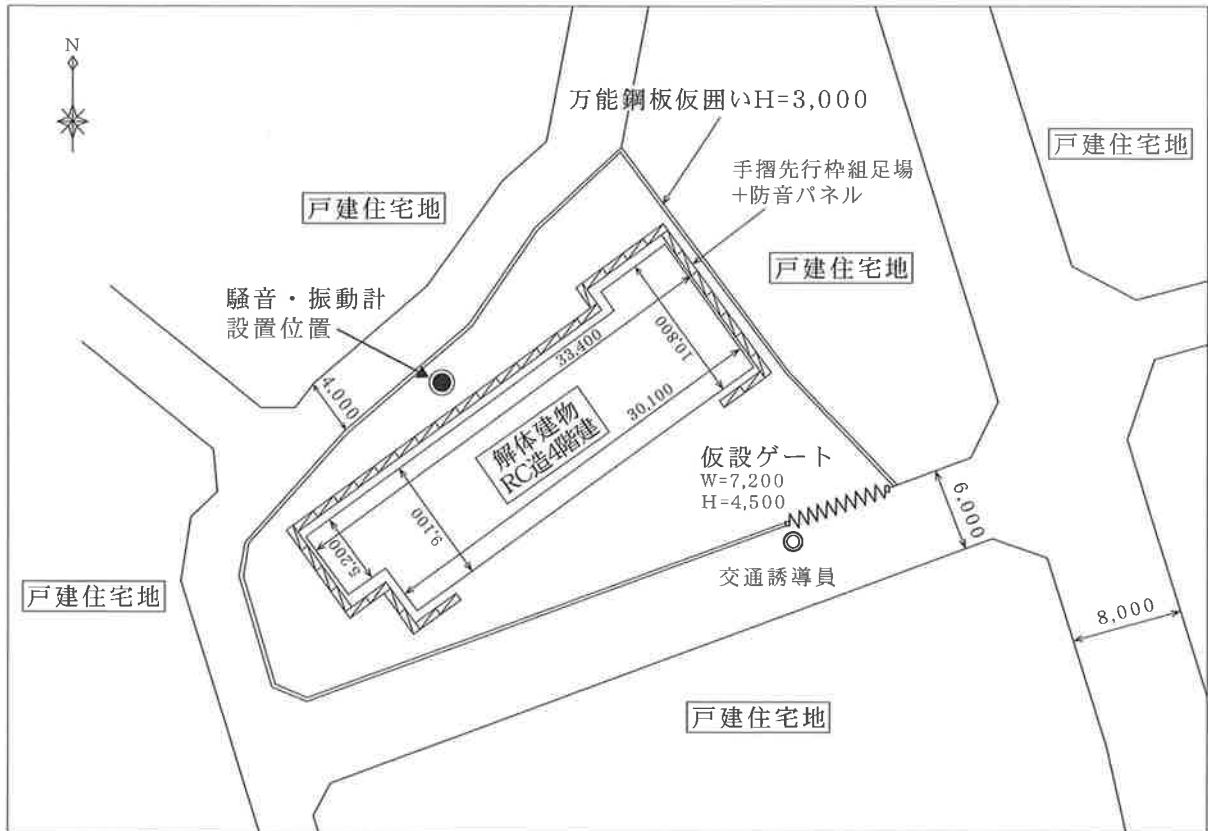 N
万能鋼板仮囲いH=3,000
戸建住宅地
手摺先行枠組足場
+防音パネル
戸建住宅地
戸建住宅地
騒音・振動計
設置位置
4,000
33,400
10,800
30,100
解体建物
RC造4階建
9,100
5,200
仮設ゲート
W=7,200
H=4,500
6,000
交通誘導員
戸建住宅地
8,000
戸建住宅地